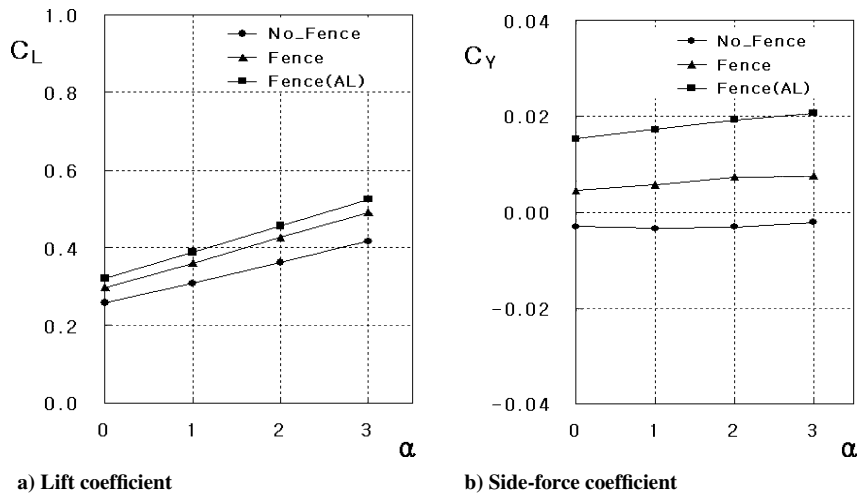 1.0
C_L
0.8
0.6
0.4
0.2
0.0
No_Fence
Fence
Fence(AL)
0 1 2 3
α
a) Lift coefficient
0.04
C_Y
0.02
0.00
-0.02
-0.04
No_Fence
Fence
Fence(AL)
0 1 2 3
α
b) Side-force coefficient